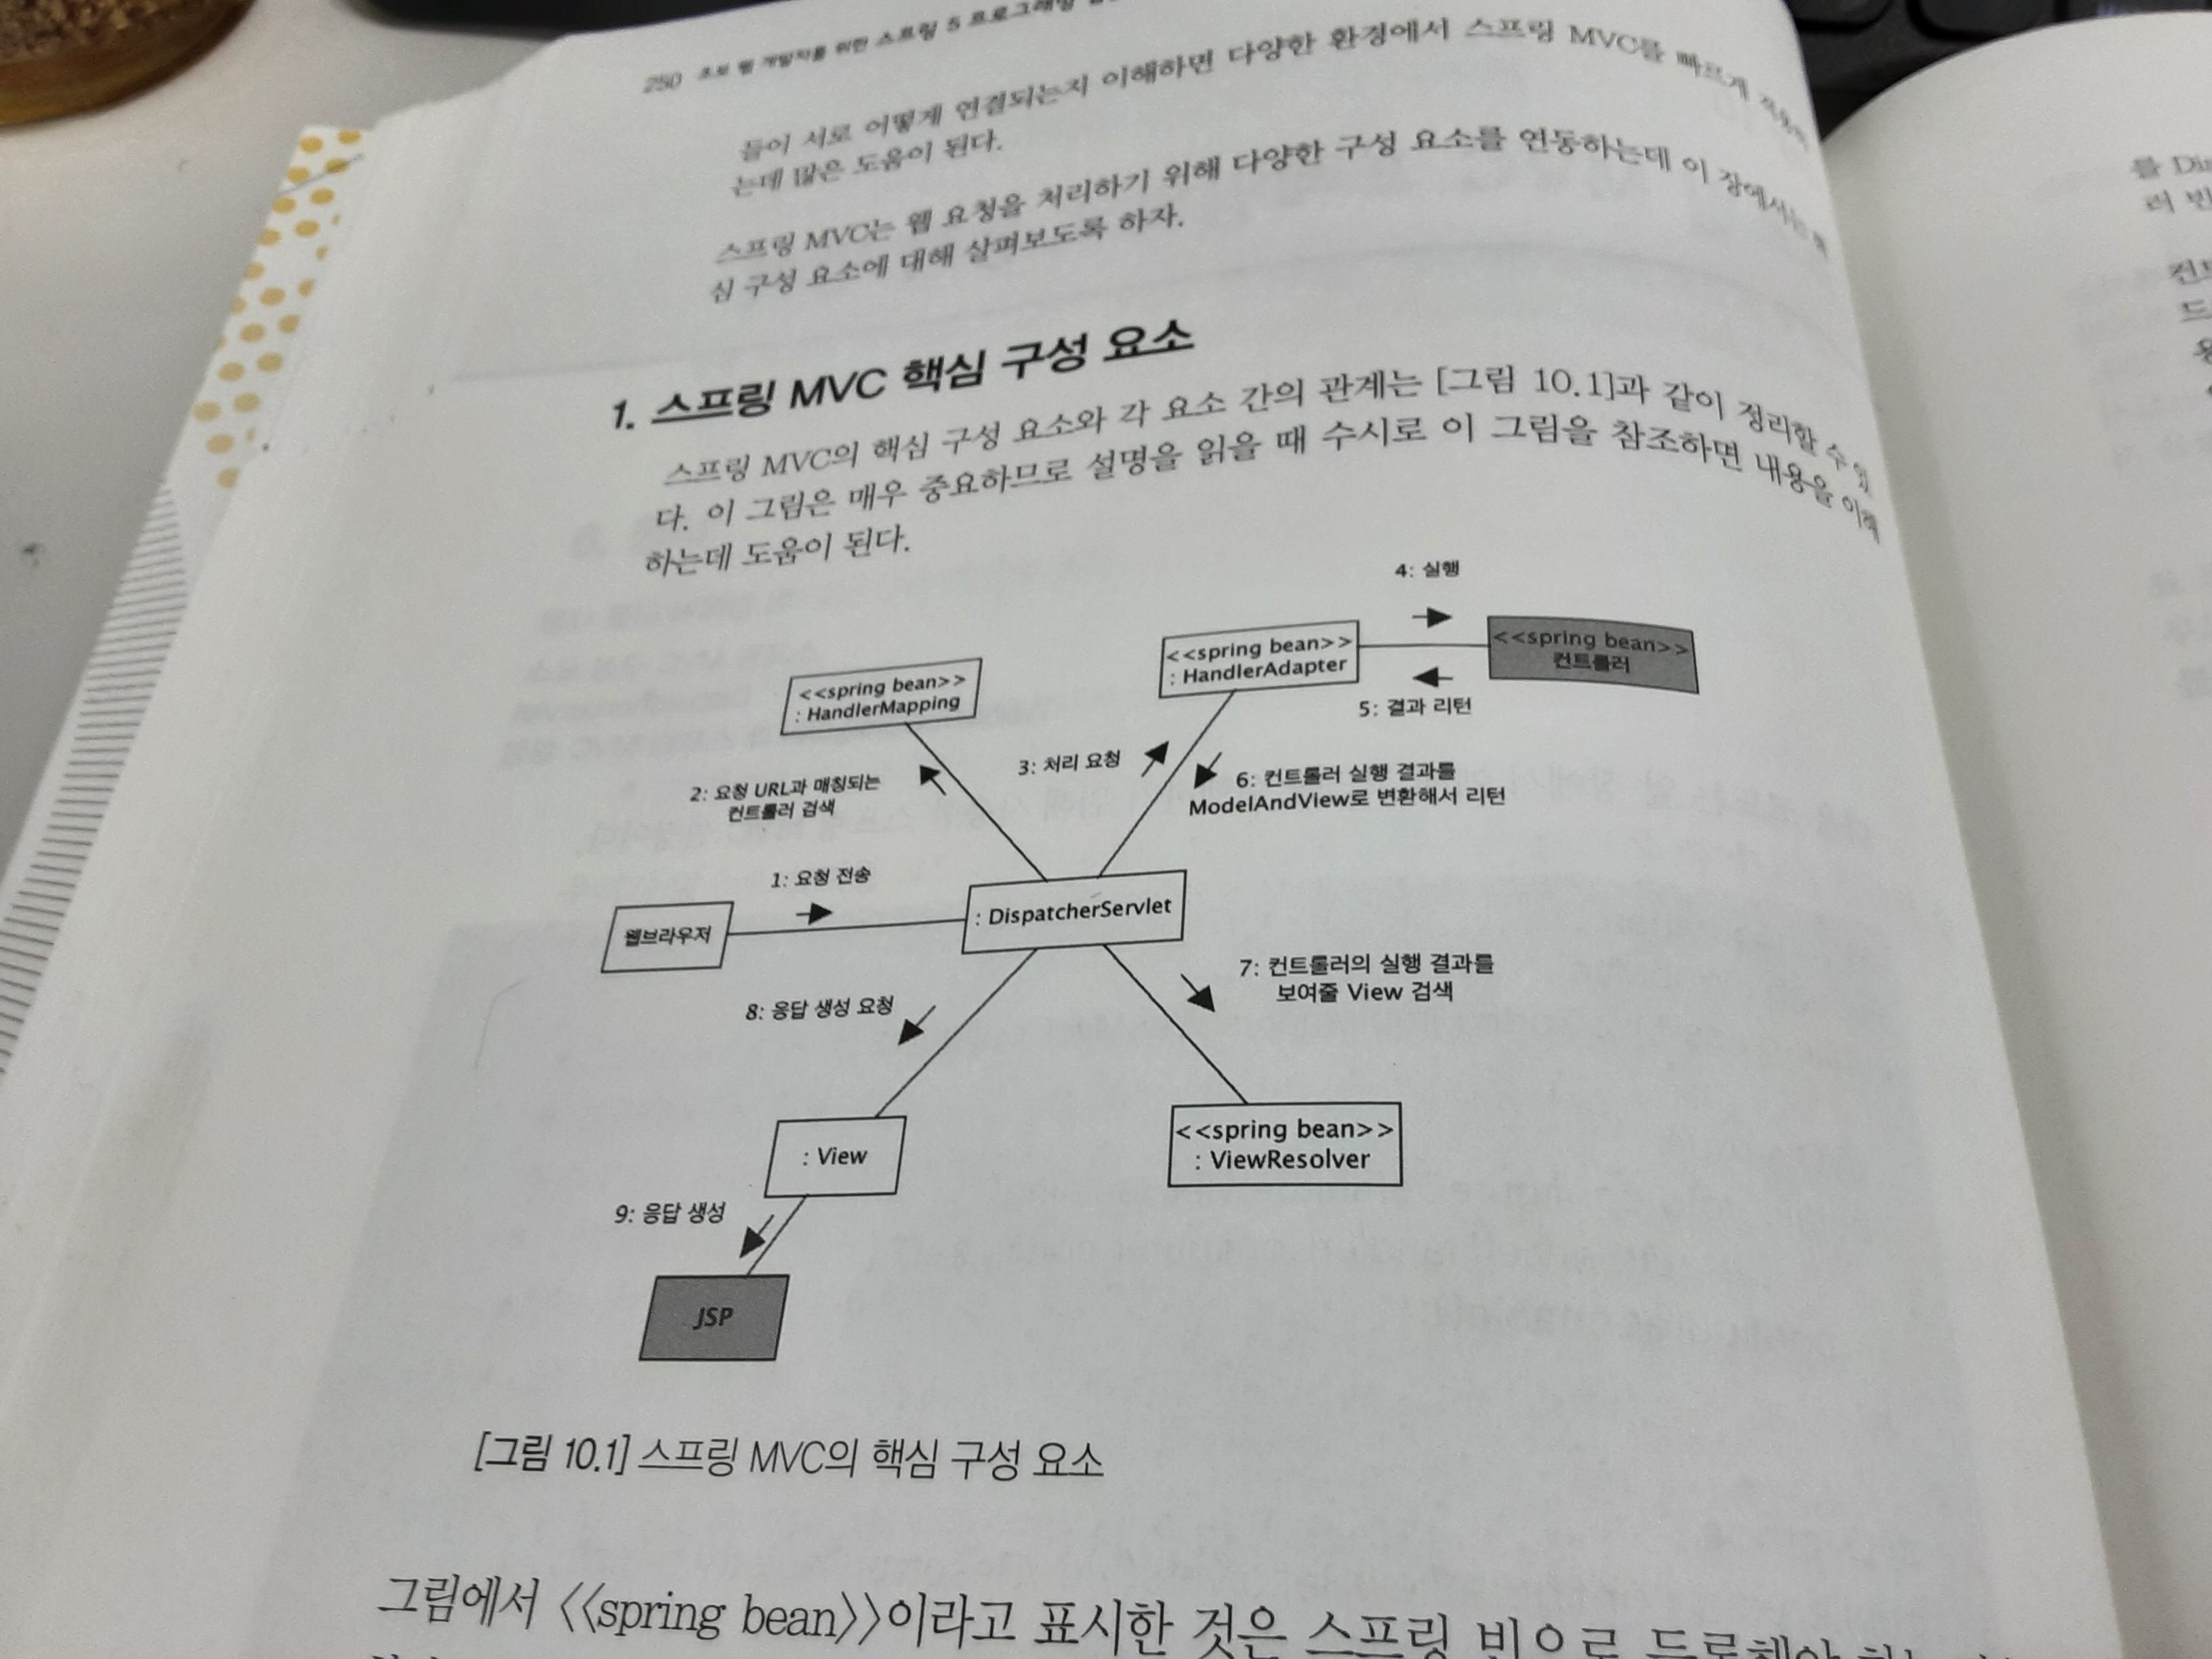 250 초보 웹 개발자를 위한 스프링 5 프로그래밍
들이 서로 어떻게 연결되는지 이해하면 다양한 환경에서 스프링 MVC를 빠르게
는데 많은 도움이 된다.
스프링 MVC는 웹 요청을 처리하기 위해 다양한 구성 요소를 연동하는데 이 장에서는
심 구성 요소에 대해 살펴보도록 하자.
1. 스프링 MVC 핵심 구성 요소
스프링 MVC의 핵심 구성 요소와 각 요소 간의 관계는 [그림 10.1]과 같이 정리할 수 있
다. 이 그림은 매우 중요하므로 설명을 읽을 때 수시로 이 그림을 참조하면 내용을 이해
하는데 도움이 된다.
4: 실행
<<spring bean>>
: HandlerAdapter
<<spring bean>>
컨트롤러
<<spring bean>>
: HandlerMapping
5: 결과 리턴
3: 처리 요청
2: 요청 URL과 매칭되는
컨트롤러 검색
6: 컨트롤러 실행 결과를
ModelAndView로 변환해서 리턴
1: 요청 전송
웹브라우저
: DispatcherServlet
8: 응답 생성 요청
7: 컨트롤러의 실행 결과를
보여줄 View 검색
: View
<<spring bean>>
: ViewResolver
9: 응답 생성
JSP
[그림 10.1] 스프링 MVC의 핵심 구성 요소
그림에서 <<spring bean>>이라고 표시한 것은 스프링 빈으로 등록해야
를
러 빈